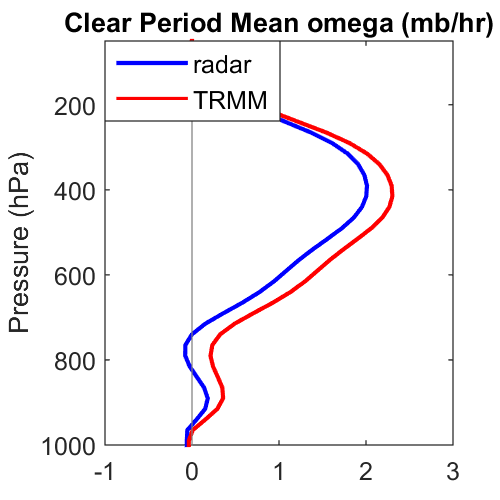 Clear Period Mean omega (mb/hr)
radar
TRMM
200
400
600
800
1000
Pressure (hPa)
-1 0 1 2 3